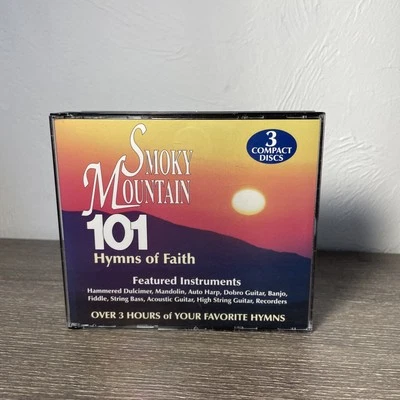 3
COMPACT
DISCS
SMOKY
MOUNTAIN
101
Hymns of Faith
Featured Instruments
Hammered Dulcimer, Mandolin, Auto Harp, Dobro Guitar, Banjo,
Fiddle, String Bass, Acoustic Guitar, High String Guitar, Recorders
OVER 3 HOURS of YOUR FAVORITE HYMNS